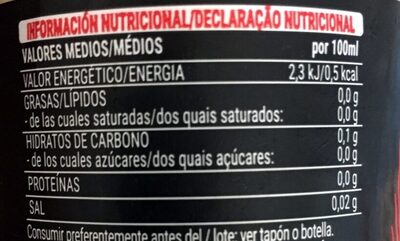 INFORMACIÓN NUTRICIONAL/DECLARAÇÃO NUTRICIONAL
VALORES MEDIOS/MÉDIOS por 100ml
VALOR ENERGÉTICO/ENERGIA 2,3 kJ/0,5 kcal
GRASAS/LÍPIDOS 0,0 g
- de las cuales saturadas/dos quais saturados: 0,0 g
HIDRATOS DE CARBONO 0,1 g
- de los cuales azúcares/dos quais açúcares: 0,0 g
PROTEÍNAS 0,0 g
SAL 0,02 g
Consumir preferentemente antes del / lote: ver tapón o botella.